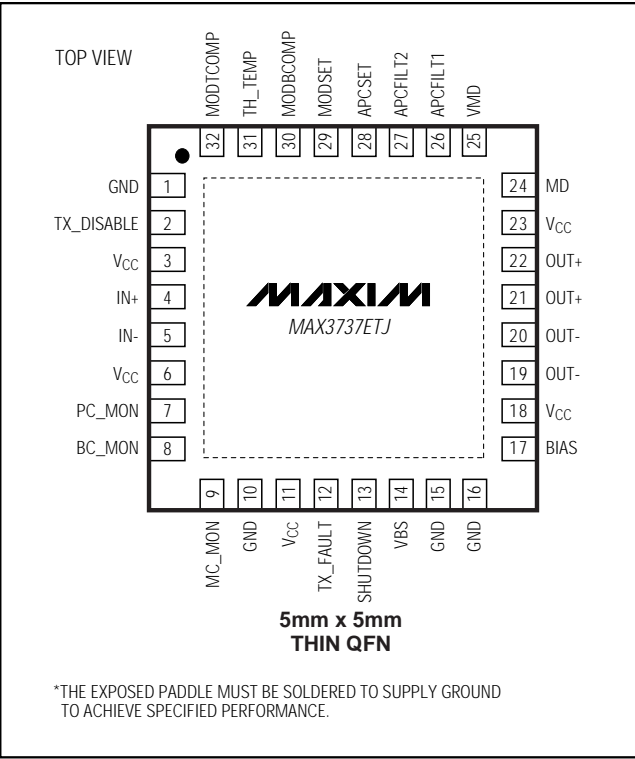 TOP VIEW
MODTCOMP
TH_TEMP
MODBCOMP
MODSET
APCSET
APCFILT2
APCFILT1
VMD
32
31
30
29
28
27
26
25
GND 1
TX_DISABLE 2
VCC 3
IN+ 4
IN- 5
VCC 6
PC_MON 7
BC_MON 8
MAXIM
MAX3737ETJ
24 MD
23 VCC
22 OUT+
21 OUT+
20 OUT-
19 OUT-
18 VCC
17 BIAS
9
10
11
12
13
14
15
16
MC_MON
GND
VCC
TX_FAULT
SHUTDOWN
VBS
GND
GND
5mm x 5mm
THIN QFN
*THE EXPOSED PADDLE MUST BE SOLDERED TO SUPPLY GROUND
TO ACHIEVE SPECIFIED PERFORMANCE.